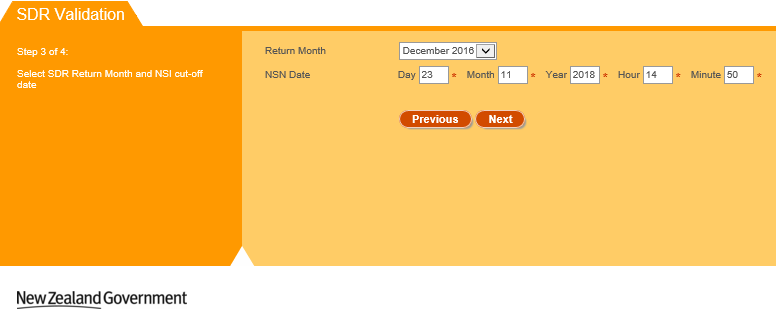 SDR Validation
Step 3 of 4:
Select SDR Return Month and NSI cut-off
date
Return Month December 2016
NSN Date Day 23 * Month 11 * Year 2018 * Hour 14 * Minute 50 *
Previous Next
New Zealand Government